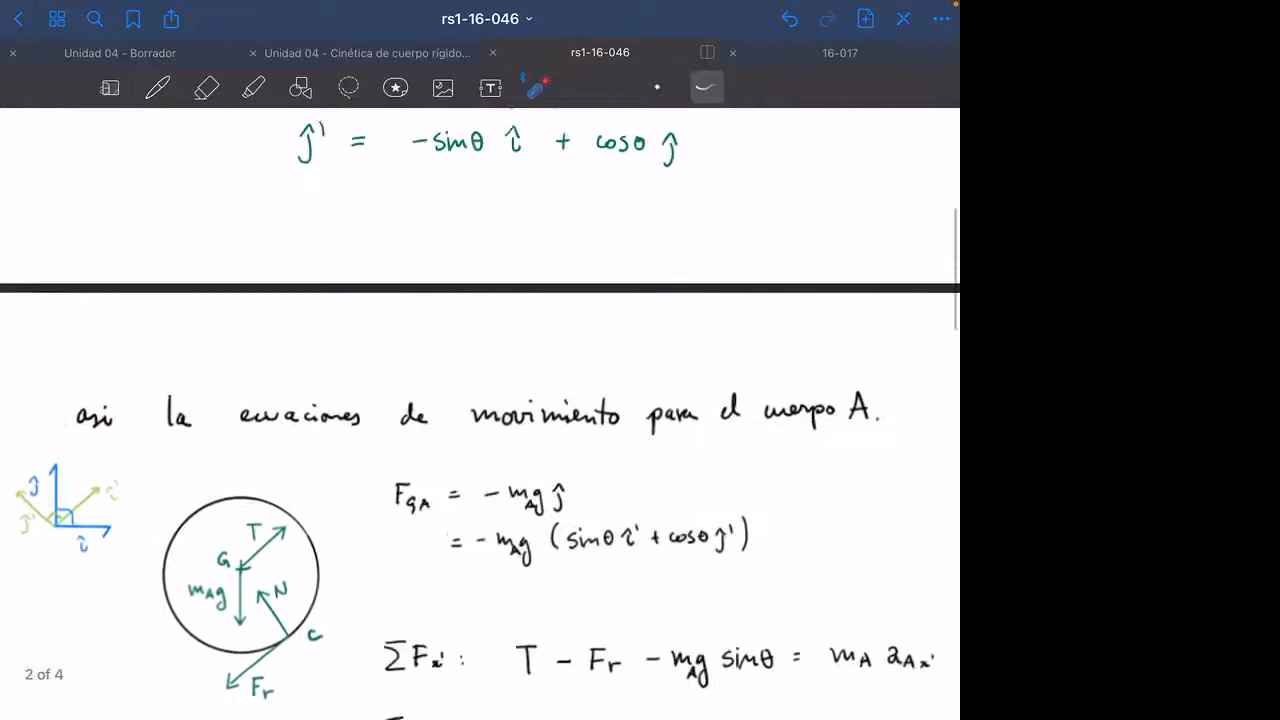 rs1-16-046
Unidad 04 - Borrador
Unidad 04 - Cinética de cuerpo rígido...
rs1-16-046
16-017
T
ĵ' = -sinθ î + cosθ ĵ
asi la ecuaciones de movimiento para el cuerpo A.
ĵ
î'
ĵ'
î
F_GA = - m_A g ĵ
= - m_A g (sinθ î' + cosθ ĵ')
T
G
m_A g
N
C
Fr
ΣF_x' : T - Fr - m_A g sinθ = m_A a_Ax'
2 of 4